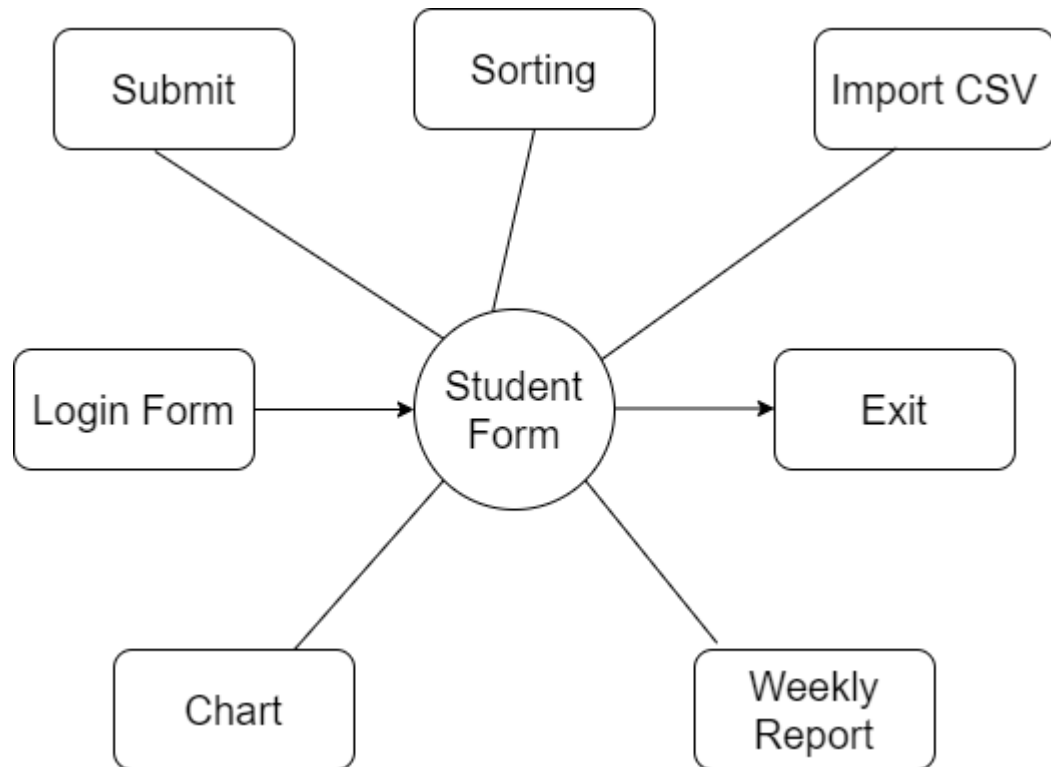 Submit
Sorting
Import CSV
Login Form
Student
Form
Exit
Chart
Weekly
Report